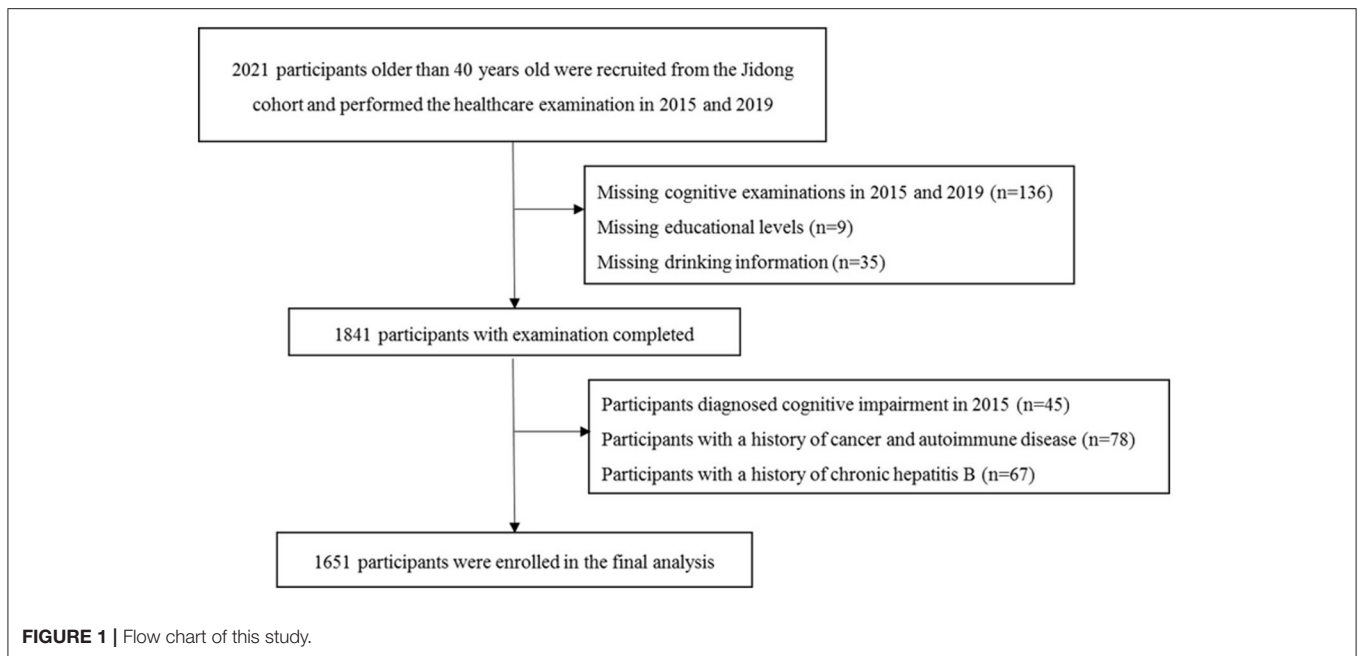 2021 participants older than 40 years old were recruited from the Jidong
cohort and performed the healthcare examination in 2015 and 2019
Missing cognitive examinations in 2015 and 2019 (n=136)
Missing educational levels (n=9)
Missing drinking information (n=35)
1841 participants with examination completed
Participants diagnosed cognitive impairment in 2015 (n=45)
Participants with a history of cancer and autoimmune disease (n=78)
Participants with a history of chronic hepatitis B (n=67)
1651 participants were enrolled in the final analysis
FIGURE 1 | Flow chart of this study.